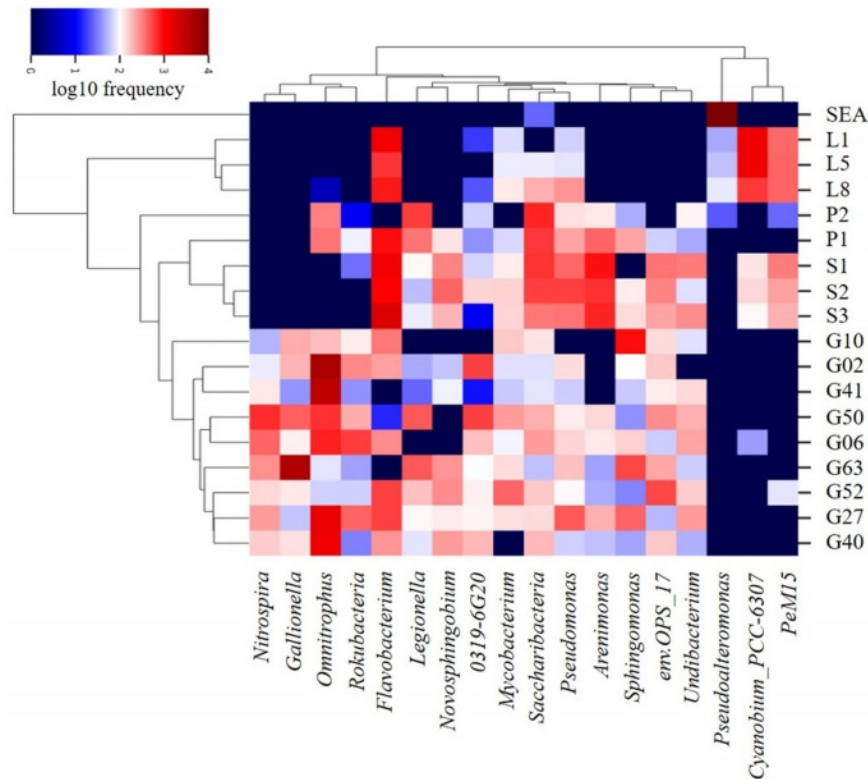 0 1 2 3 4
log10 frequency
SEA
L1
L5
L8
P2
P1
S1
S2
S3
G10
G02
G41
G50
G06
G63
G52
G27
G40
Nitrospira
Gallionella
Omnitrophus
Rokubacteria
Flavobacterium
Legionella
Novosphingobium
0319-6G20
Mycobacterium
Saccharibacteria
Pseudomonas
Arenimonas
Sphingomonas
env.OPS_17
Undibacterium
Pseudoalteromonas
Cyanobium_PCC-6307
PeM15